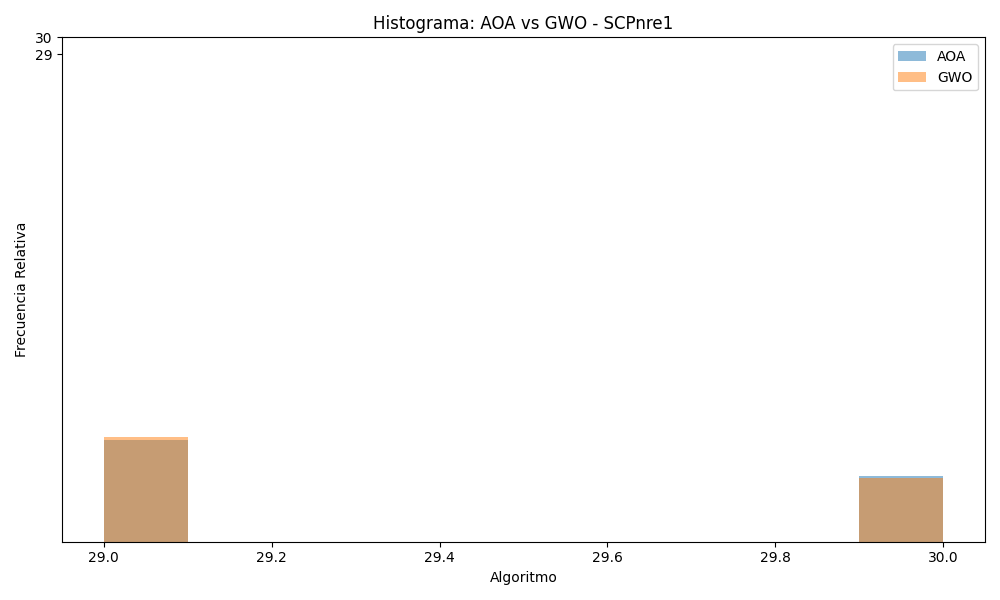 Histograma: AOA vs GWO - SCPnre1
30
29
AOA
GWO
Frecuencia Relativa
29.0 29.2 29.4 29.6 29.8 30.0
Algoritmo